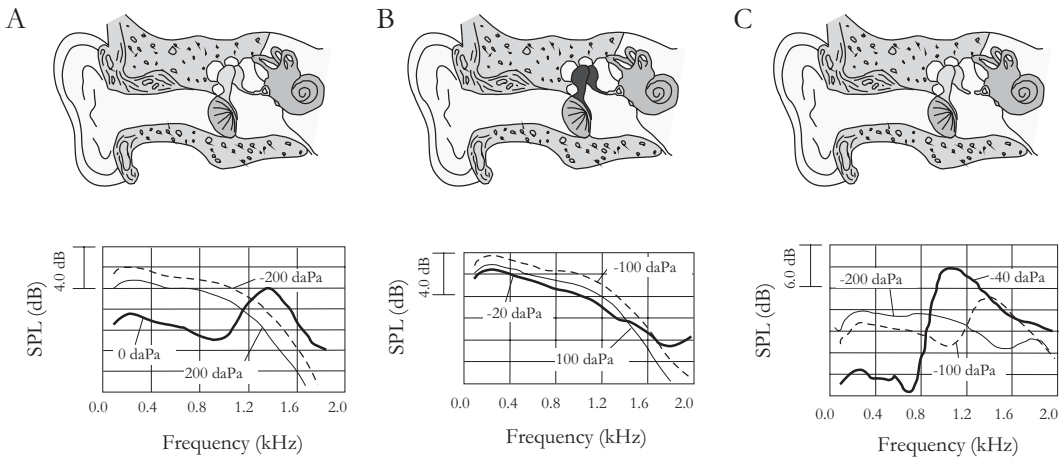 A
B
C
4.0 dB
SPL (dB)
-200 daPa
0 daPa
200 daPa
0.0 0.4 0.8 1.2 1.6 2.0
Frequency (kHz)
4.0 dB
SPL (dB)
-100 daPa
-20 daPa
100 daPa
0.0 0.4 0.8 1.2 1.6 2.0
Frequency (kHz)
6.0 dB
SPL (dB)
-200 daPa
-40 daPa
-100 daPa
0.0 0.4 0.8 1.2 1.6 2.0
Frequency (kHz)